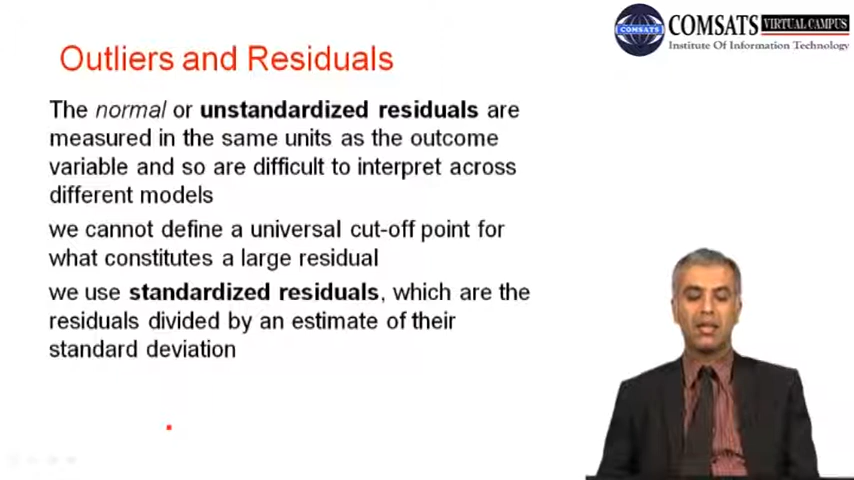 COMSATS VIRTUAL CAMPUS
Institute Of Information Technology
COMSATS
Outliers and Residuals
The normal or unstandardized residuals are
measured in the same units as the outcome
variable and so are difficult to interpret across
different models
we cannot define a universal cut-off point for
what constitutes a large residual
we use standardized residuals, which are the
residuals divided by an estimate of their
standard deviation